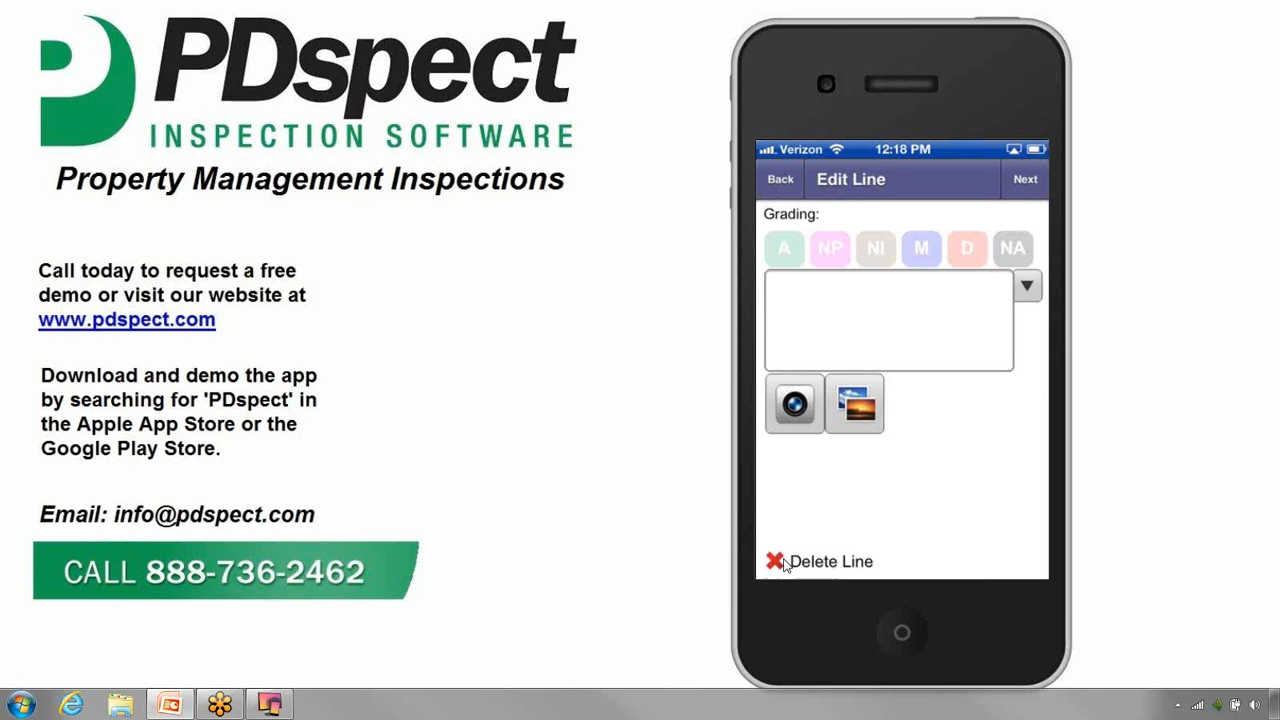 PDspect
INSPECTION SOFTWARE
Property Management Inspections
Call today to request a free
demo or visit our website at
www.pdspect.com
Download and demo the app
by searching for 'PDspect' in
the Apple App Store or the
Google Play Store.
Email: info@pdspect.com
CALL 888-736-2462
Verizon 12:18 PM
Back Edit Line Next
Grading:
A NP NI M D NA
Delete Line